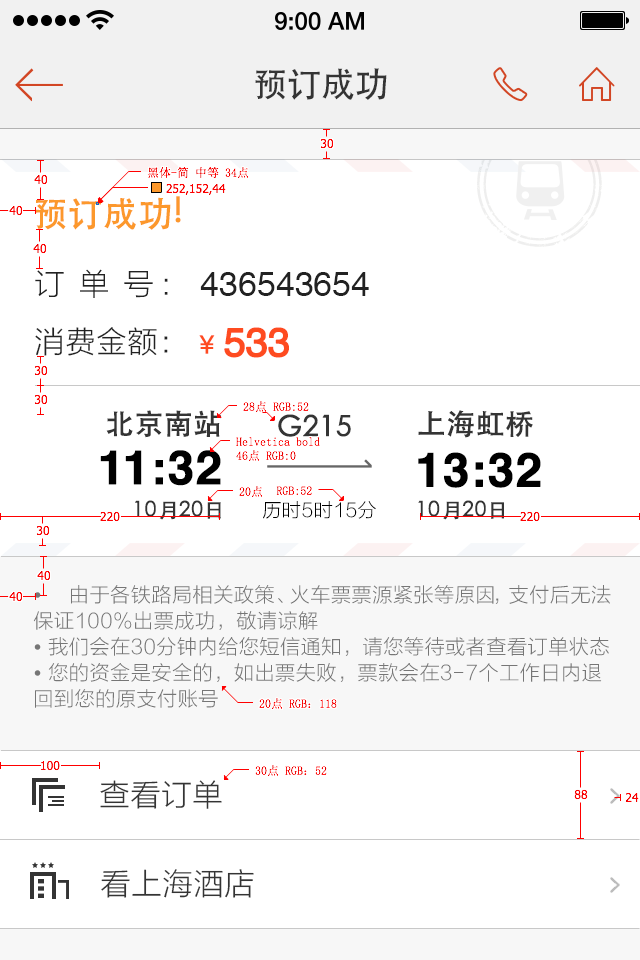 9:00 AM
预订成功
30
40
黑体-简 中等 34点
252,152,44
40
预订成功!
40
订单号: 436543654
消费金额: ¥ 533
30
30
28点 RGB:52
北京南站 G215 上海虹桥
Helvetica bold
46点 RGB:0
11:32 13:32
20点 RGB:52
10月20日 历时5时15分 10月20日
220 220
30
40
40
• 由于各铁路局相关政策、火车票票源紧张等原因, 支付后无法
保证100%出票成功，敬请谅解
• 我们会在30分钟内给您短信通知，请您等待或者查看订单状态
• 您的资金是安全的，如出票失败，票款会在3-7个工作日内退
回到您的原支付账号
20点 RGB: 118
100
30点 RGB: 52
查看订单
88
24
看上海酒店